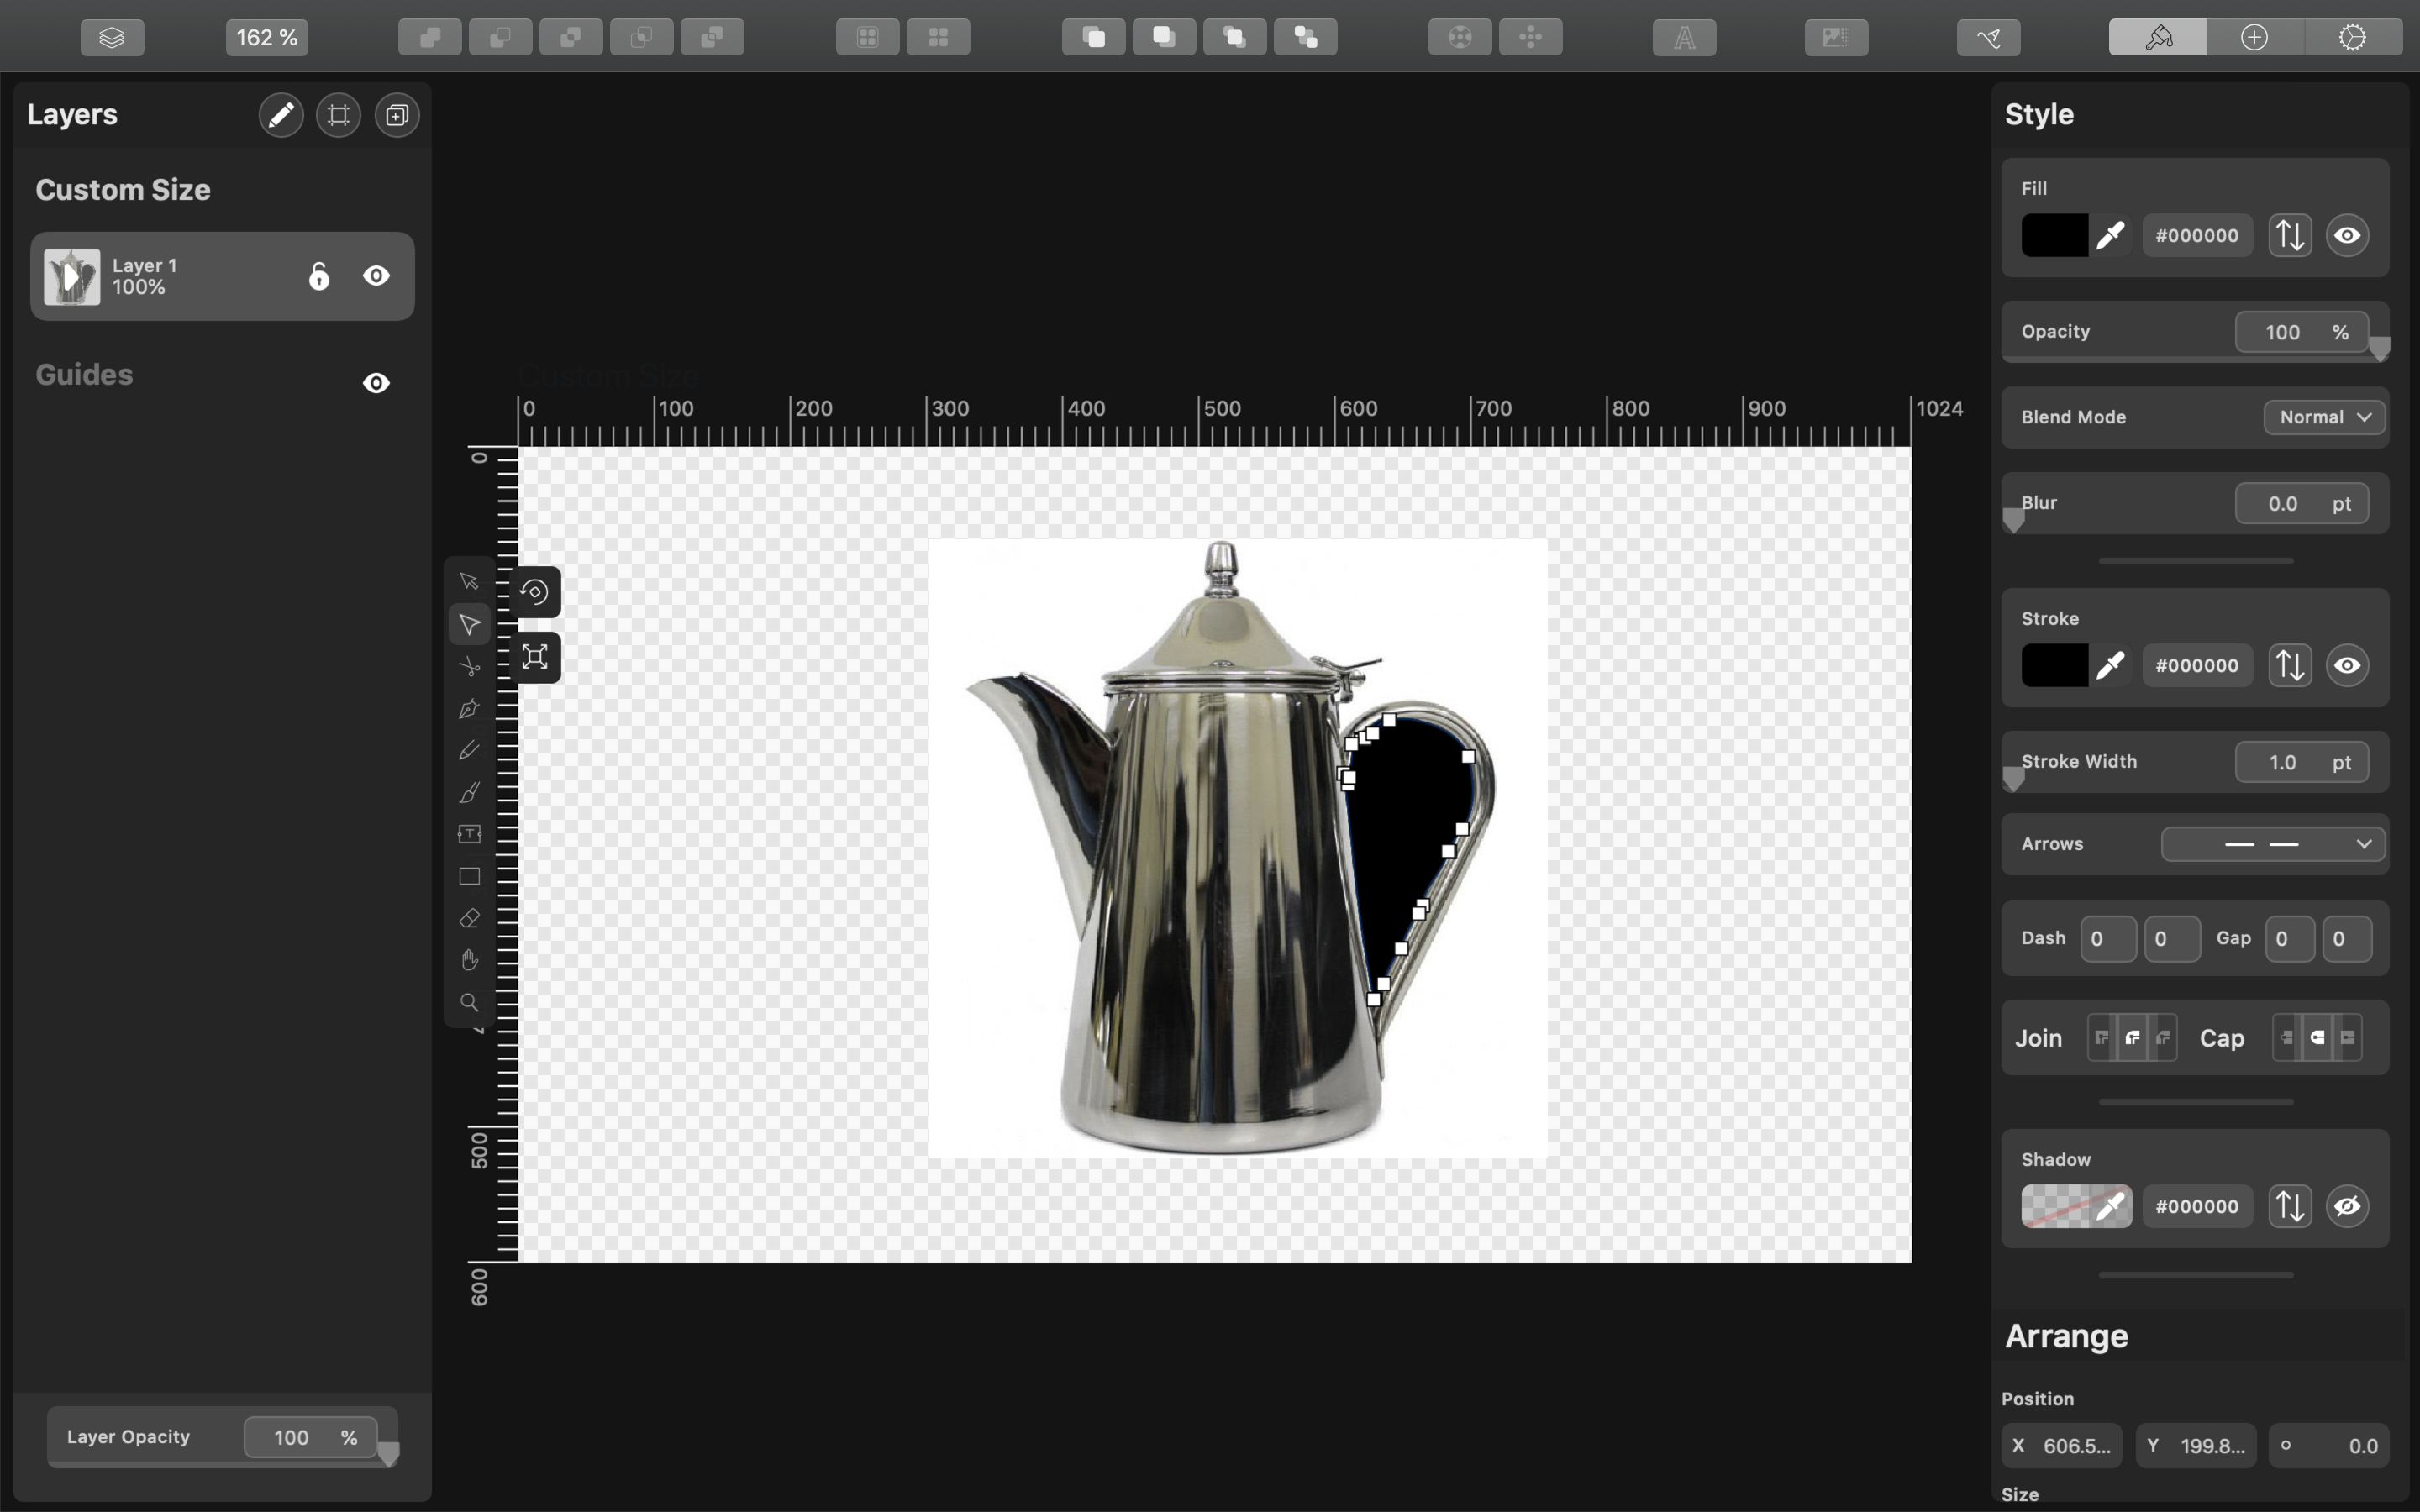 162 %
Layers
Custom Size
Layer 1
100%
Guides
Layer Opacity 100 %
Custom Size
0 100 200 300 400 500 600 700 800 900 1024
0
500
600
Style
Fill
#000000
Opacity 100 %
Blend Mode Normal
Blur 0.0 pt
Stroke
#000000
Stroke Width 1.0 pt
Arrows
Dash 0 0 Gap 0 0
Join Cap
Shadow
#000000
Arrange
Position
X 606.5... Y 199.8... 0.0
Size